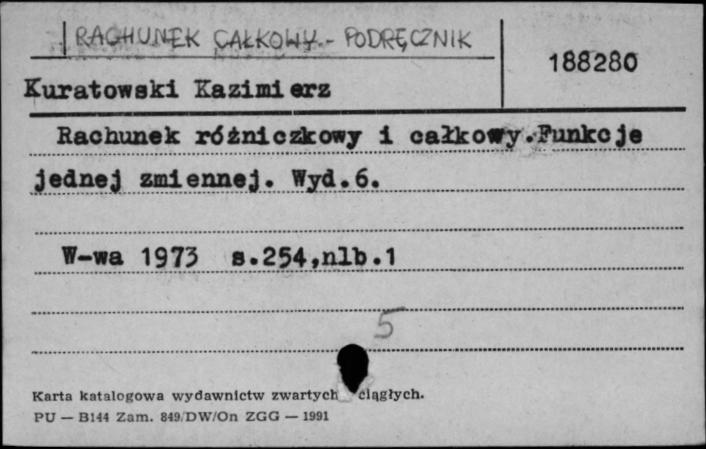 RACHUNEK CAŁKOWY - PODRĘCZNIK
188280
Kuratowski Kazimierz
Rachunek różniczkowy i całkowy.Funkcje
jednej zmiennej. Wyd.6.
W-wa 1973 s.254,nlb.1
5
Karta katalogowa wydawnictw zwartych ciągłych.
PU — B144 Zam. 849/DW/On ZGG — 1991